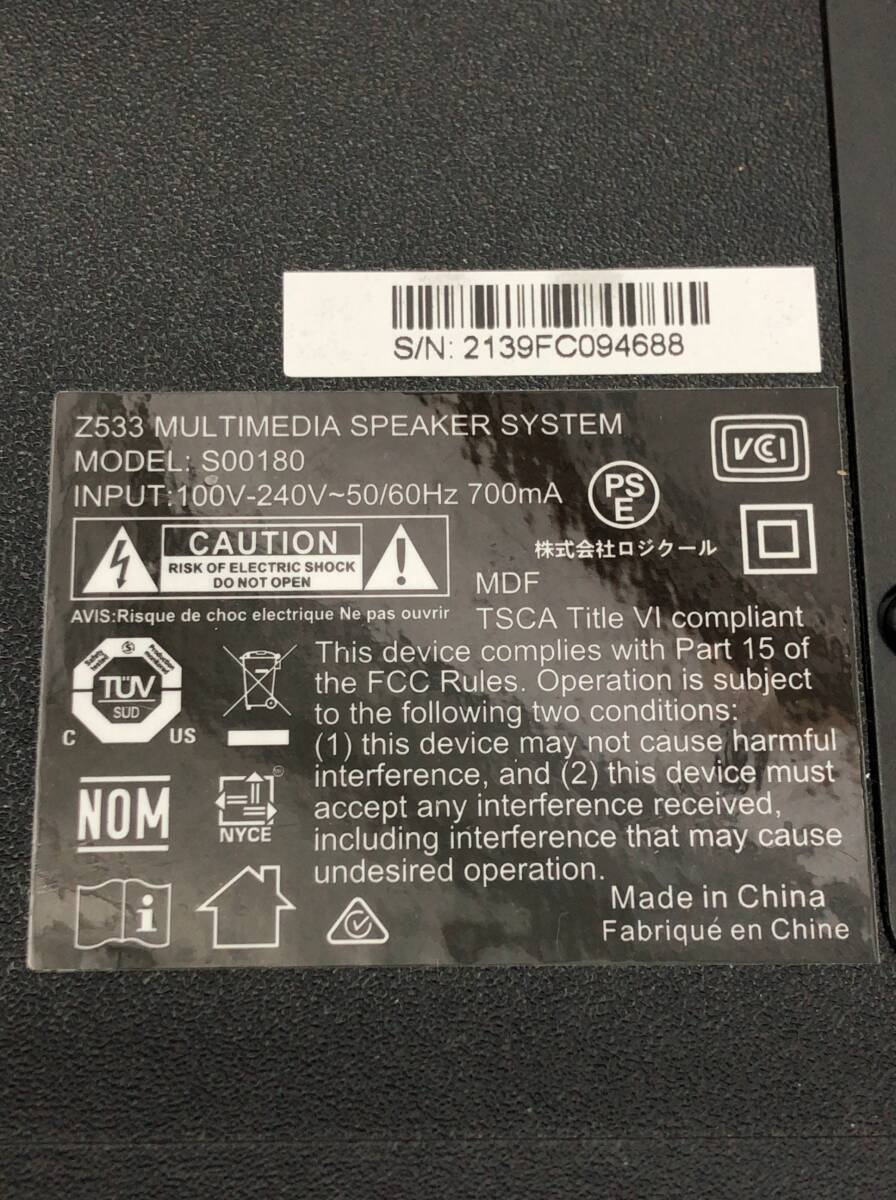 S/N: 2139FC094688
Z533 MULTIMEDIA SPEAKER SYSTEM
MODEL: S00180
INPUT:100V-240V~50/60Hz 700mA
VCCI
PS
E
株式会社ロジクール
CAUTION
RISK OF ELECTRIC SHOCK
DO NOT OPEN
AVIS:Risque de choc electrique Ne pas ouvrir
MDF
TSCA Title VI compliant
This device complies with Part 15 of
the FCC Rules. Operation is subject
to the following two conditions:
(1) this device may not cause harmful
interference, and (2) this device must
accept any interference received,
including interference that may cause
undesired operation.
Safety tested
Production monitored
TÜV
SUD
C US
NOM
NYCE
i
Made in China
Fabriqué en Chine